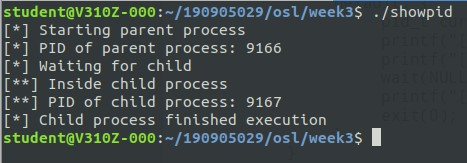 student@V310Z-000:~/190905029/osl/week3$ ./showpid
[*] Starting parent process
[*] PID of parent process: 9166
[*] Waiting for child
[**] Inside child process
[**] PID of child process: 9167
[*] Child process finished execution
student@V310Z-000:~/190905029/osl/week3$